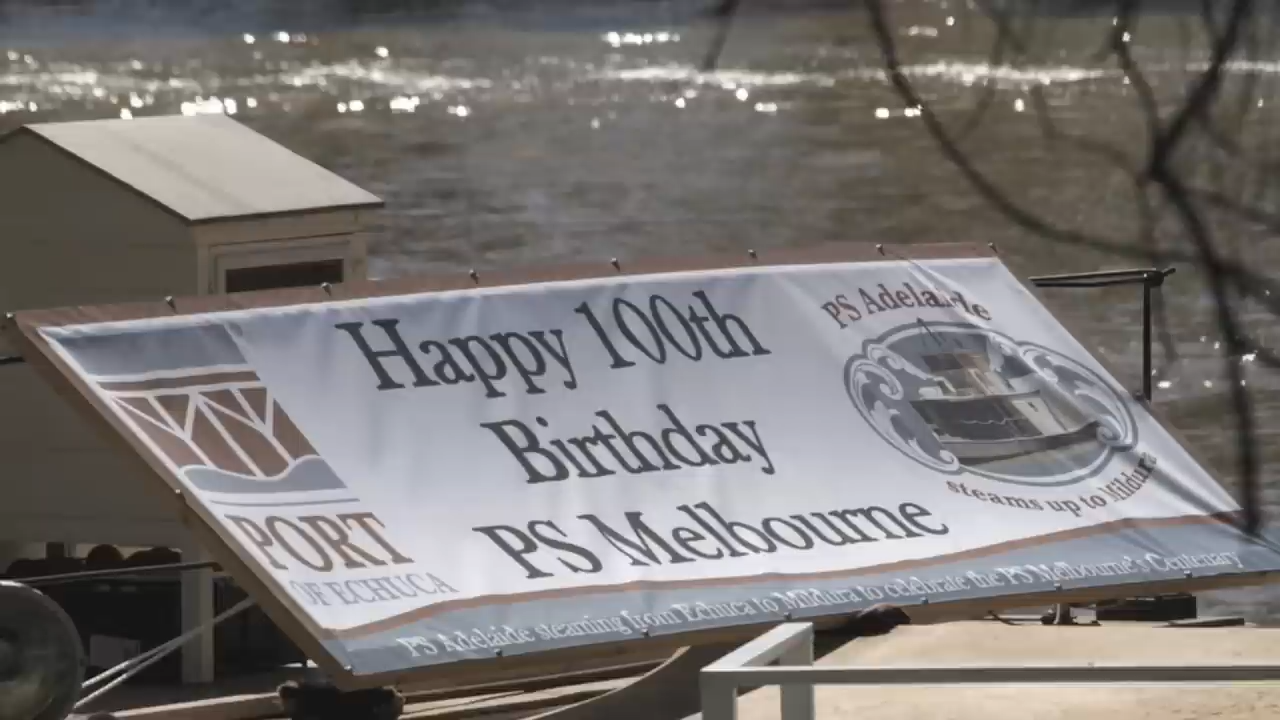 Happy 100th
Birthday
PS Melbourne
PORT
OF ECHUCA
PS Adelaide
steams up to Mildura
PS Adelaide steaming from Echuca to Mildura to celebrate the PS Melbourne's Centenary